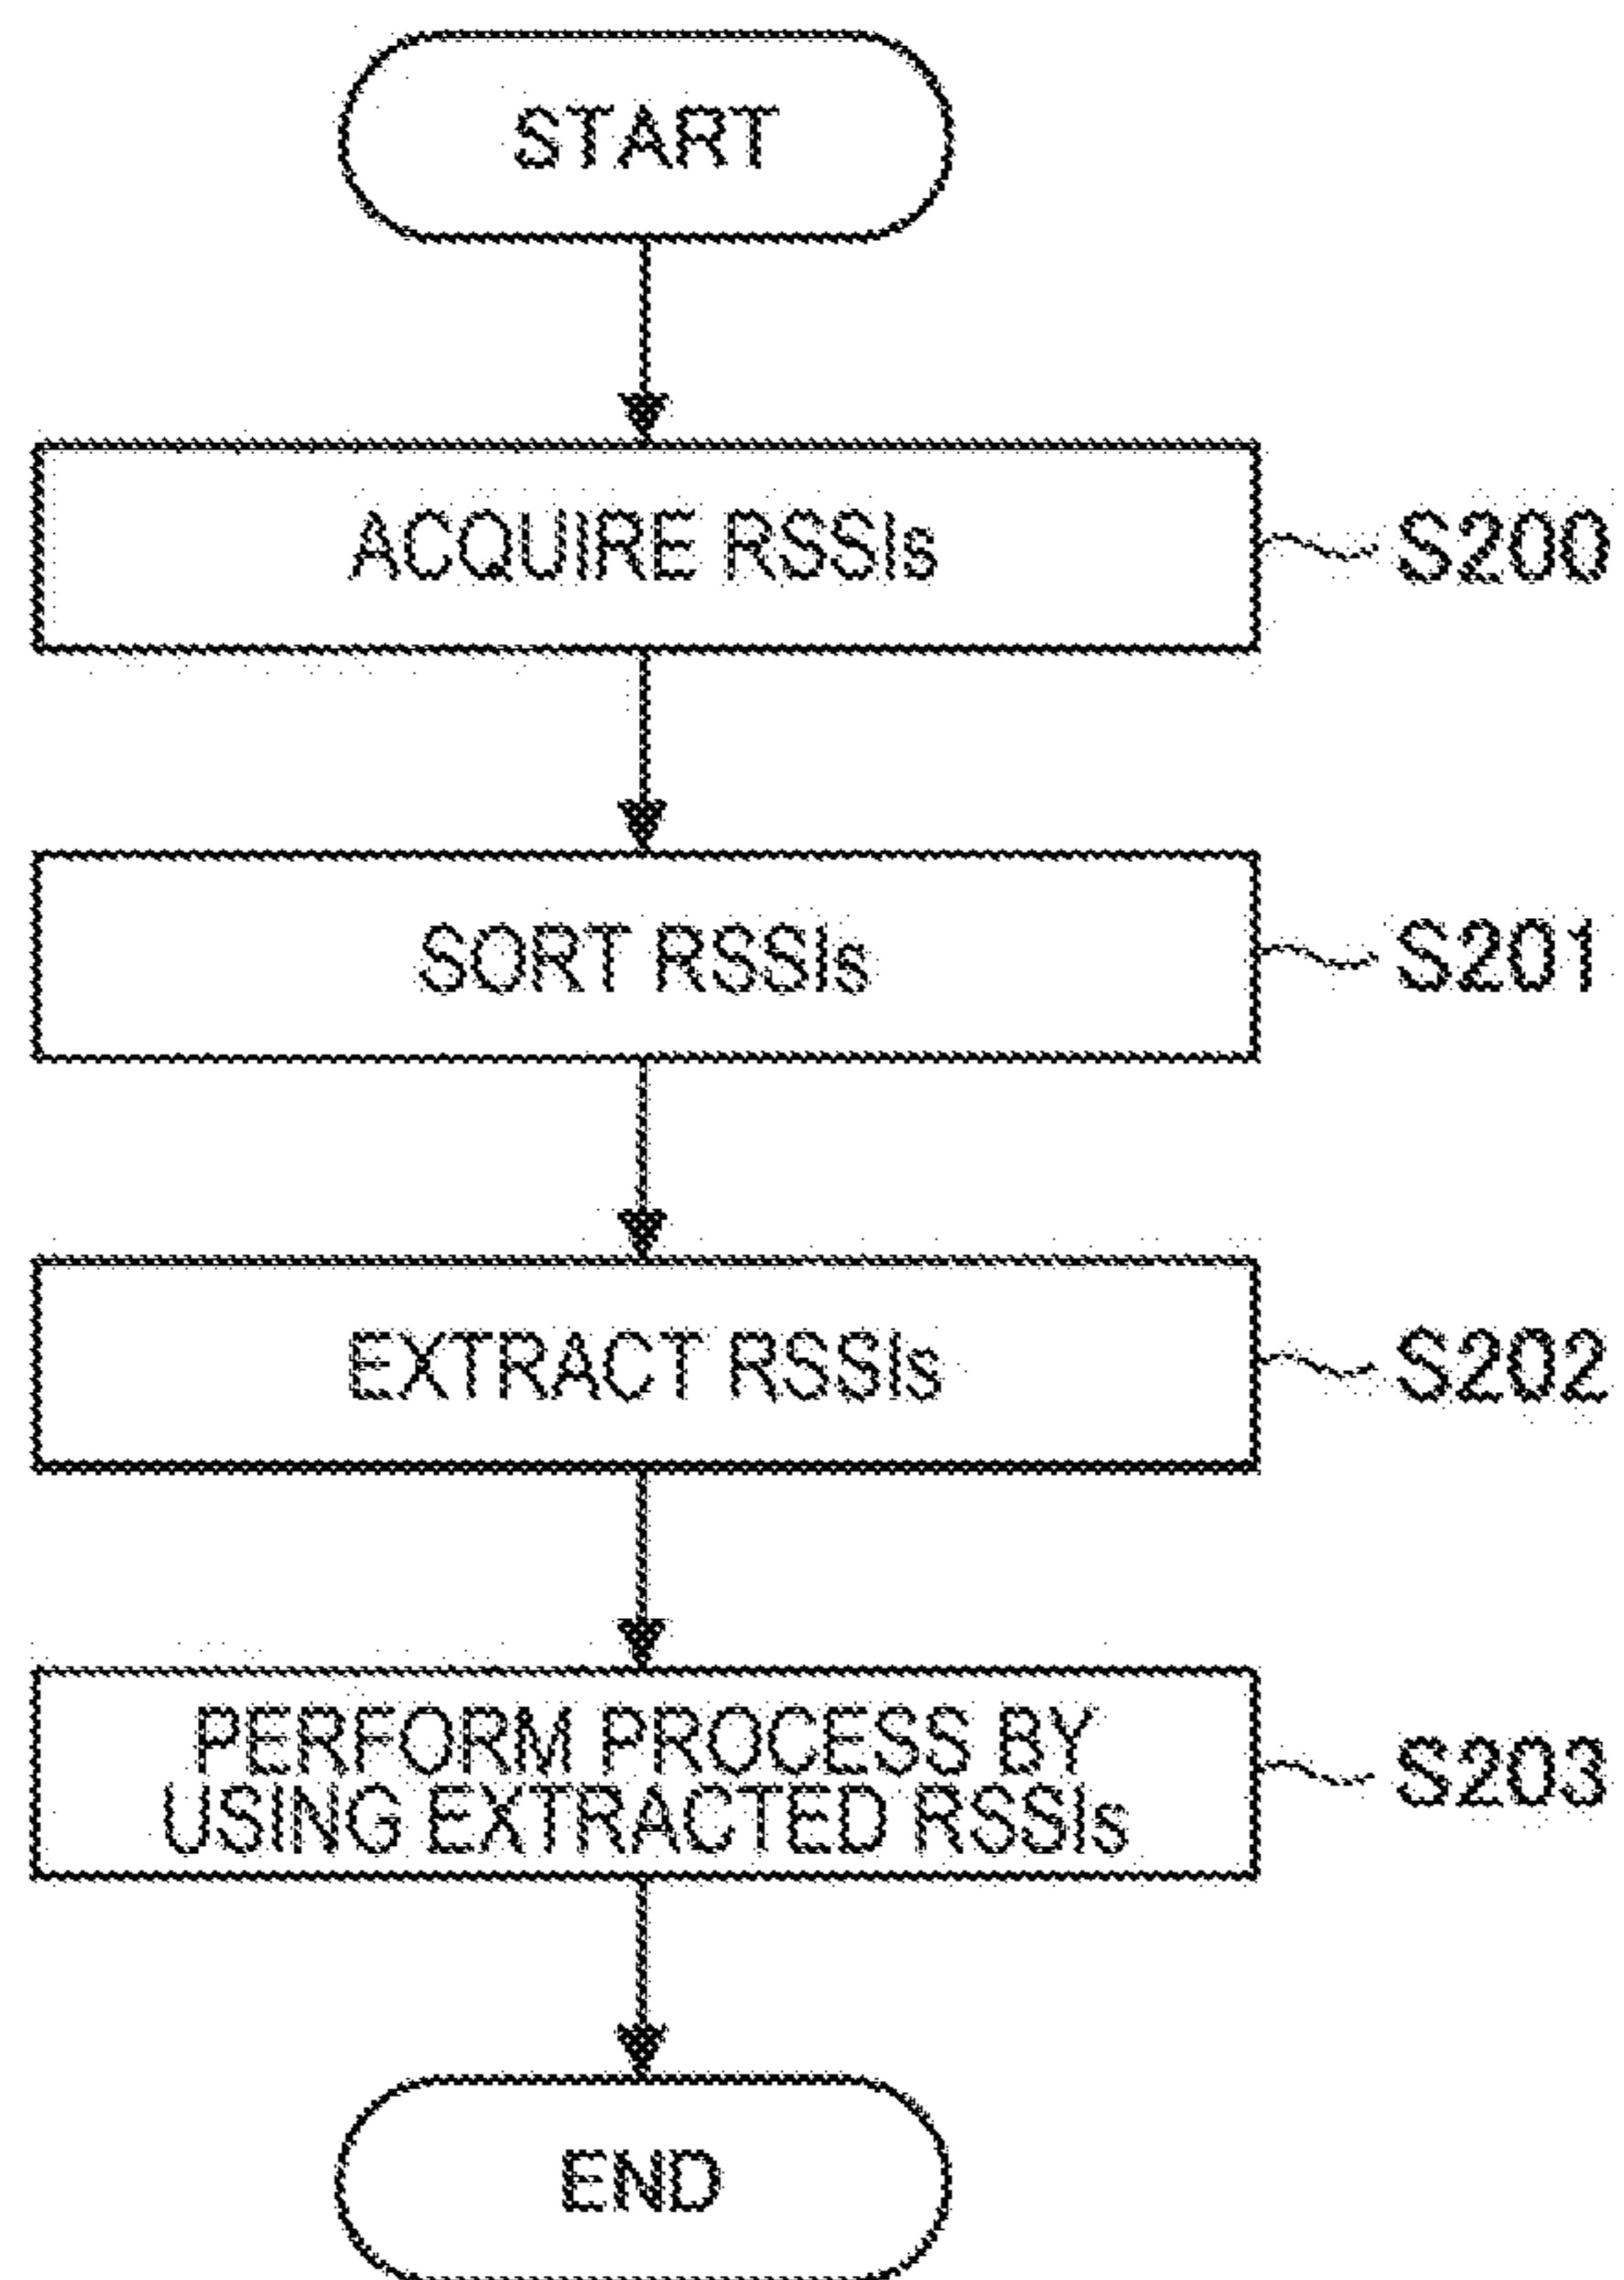 START
ACQUIRE RSSIs
S200
SORT RSSIs
S201
EXTRACT RSSIs
S202
PERFORM PROCESS BY
USING EXTRACTED RSSIs
S203
END